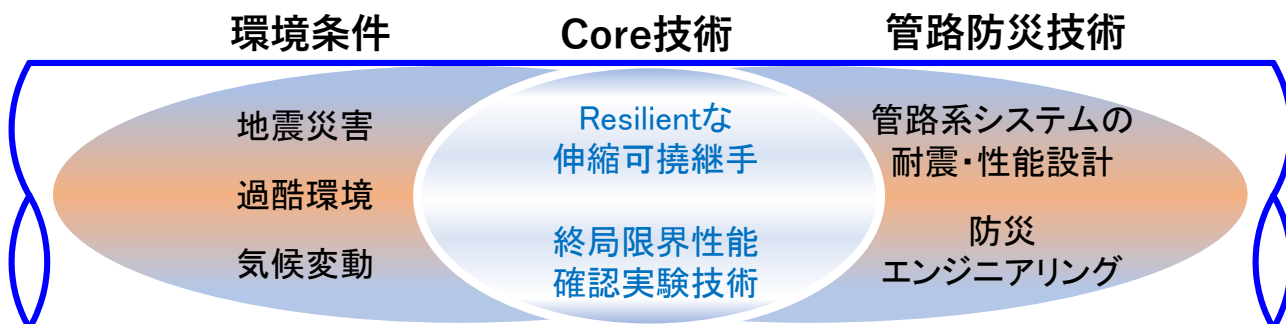 環境条件
Core技術
管路防災技術
地震災害
過酷環境
気候変動
Resilientな
伸縮可撓継手
終局限界性能
確認実験技術
管路系システムの
耐震・性能設計
防災
エンジニアリング